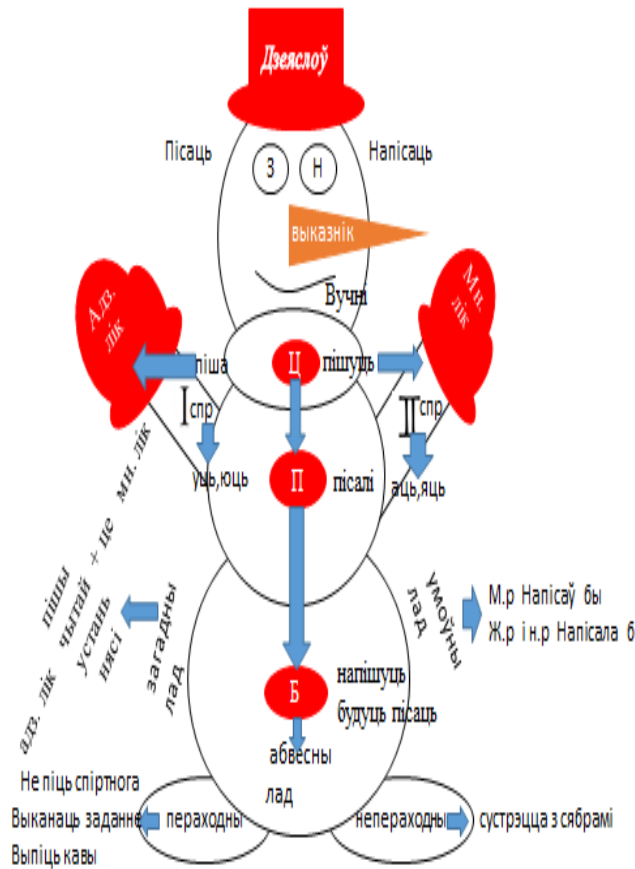 Дзеяслоў
Пісаць
З
Н
Напісаць
выказнік
Вучні
Адз.
лік
Мн.
лік
піша
Ц
пішуць
I спр
II спр
уць,юць
П
пісалі
аць,яць
пішы
чытай + це мн. лік
устань
адз. лік нясі
загадны
лад
умоўны
лад
М.р Напісаў бы
Ж.р і н.р Напісала б
Б
напішуць
будуць пісаць
абвесны
лад
Не піць спіртнога
Выканаць заданне
Выпіць кавы
пераходны
непераходны
сустрэцца з сябрамі